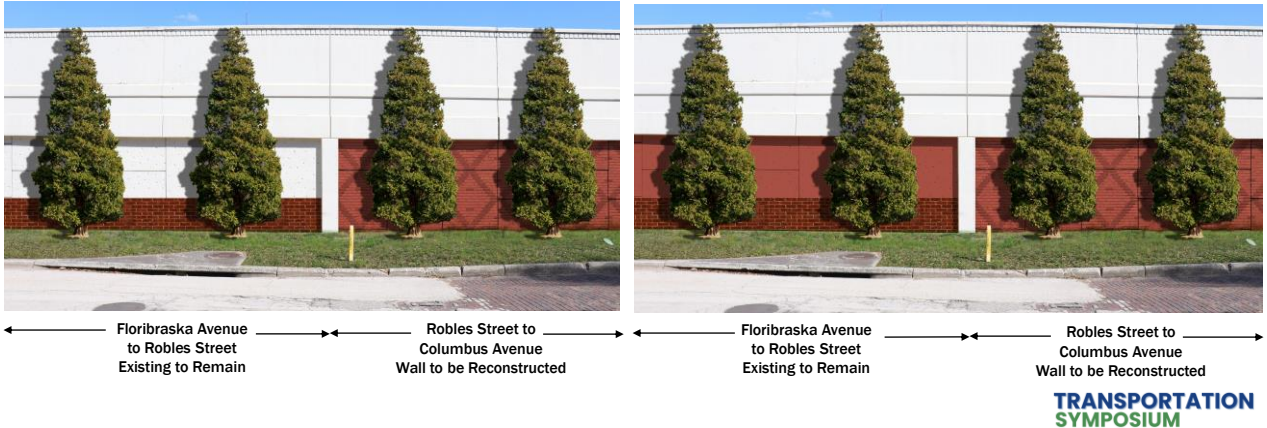 Floribraska Avenue
to Robles Street
Existing to Remain
Robles Street to
Columbus Avenue
Wall to be Reconstructed
Floribraska Avenue
to Robles Street
Existing to Remain
Robles Street to
Columbus Avenue
Wall to be Reconstructed
TRANSPORTATION
SYMPOSIUM